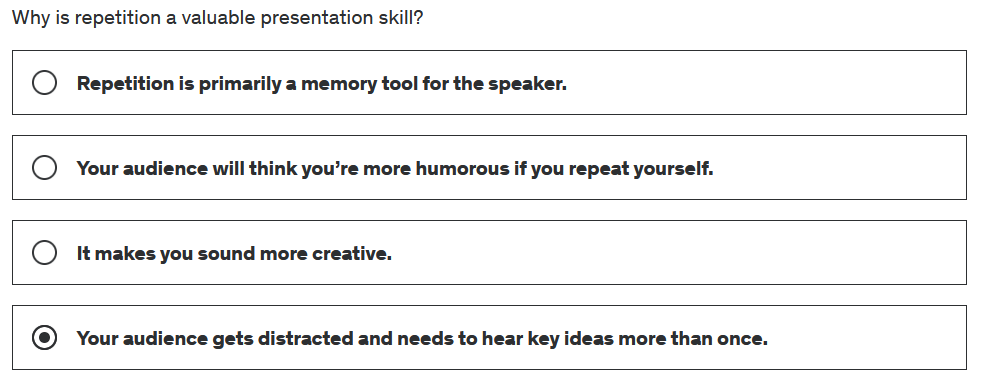 Why is repetition a valuable presentation skill?
Repetition is primarily a memory tool for the speaker.
Your audience will think you’re more humorous if you repeat yourself.
It makes you sound more creative.
Your audience gets distracted and needs to hear key ideas more than once.